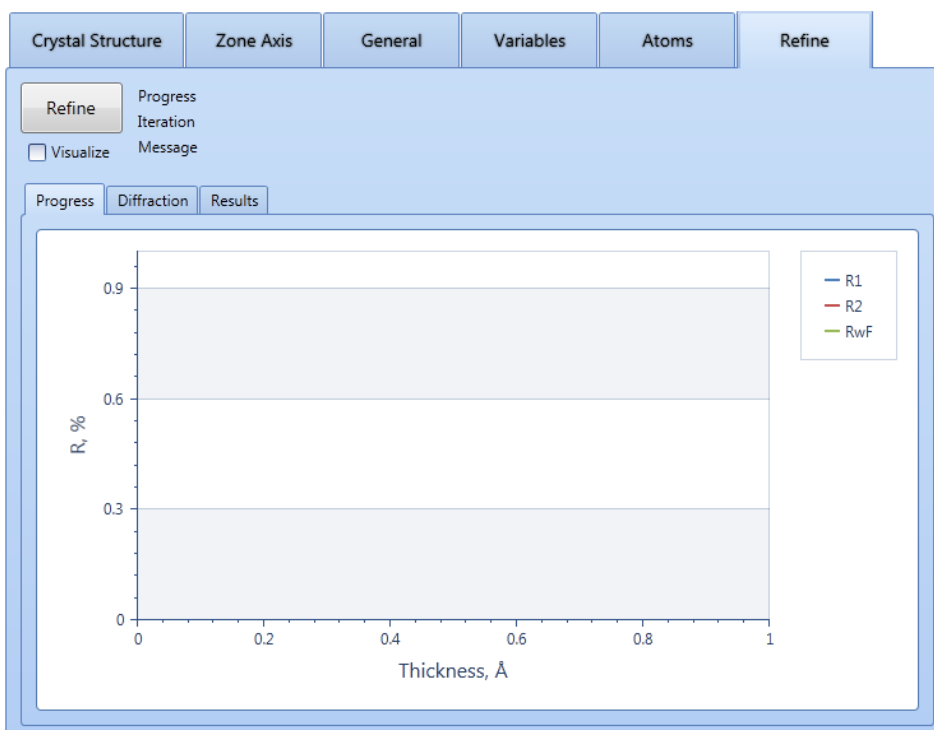 Crystal Structure Zone Axis General Variables Atoms Refine
Refine
Progress
Iteration
Message
Visualize
Progress Diffraction Results
0.9
0.6
0.3
0
R, %
0 0.2 0.4 0.6 0.8 1
Thickness, Å
R1
R2
RwF